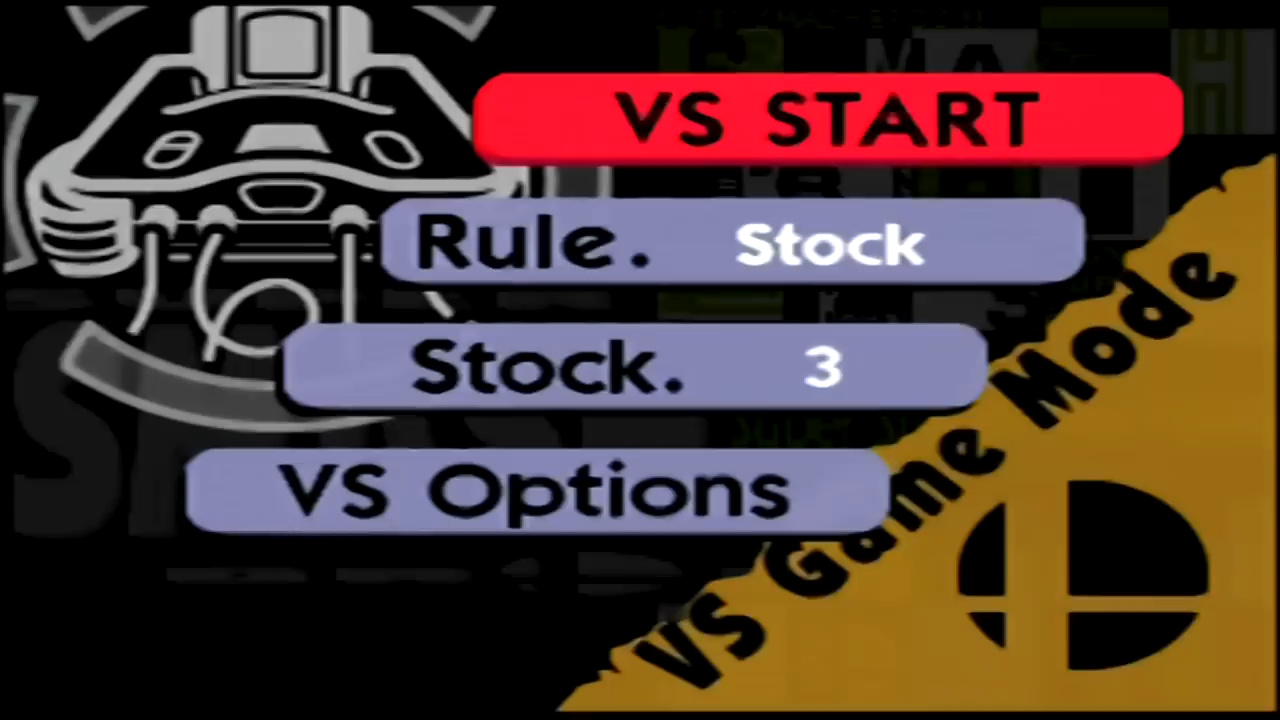 VS START
Rule. Stock
Stock. 3
VS Options
VS Game Mode